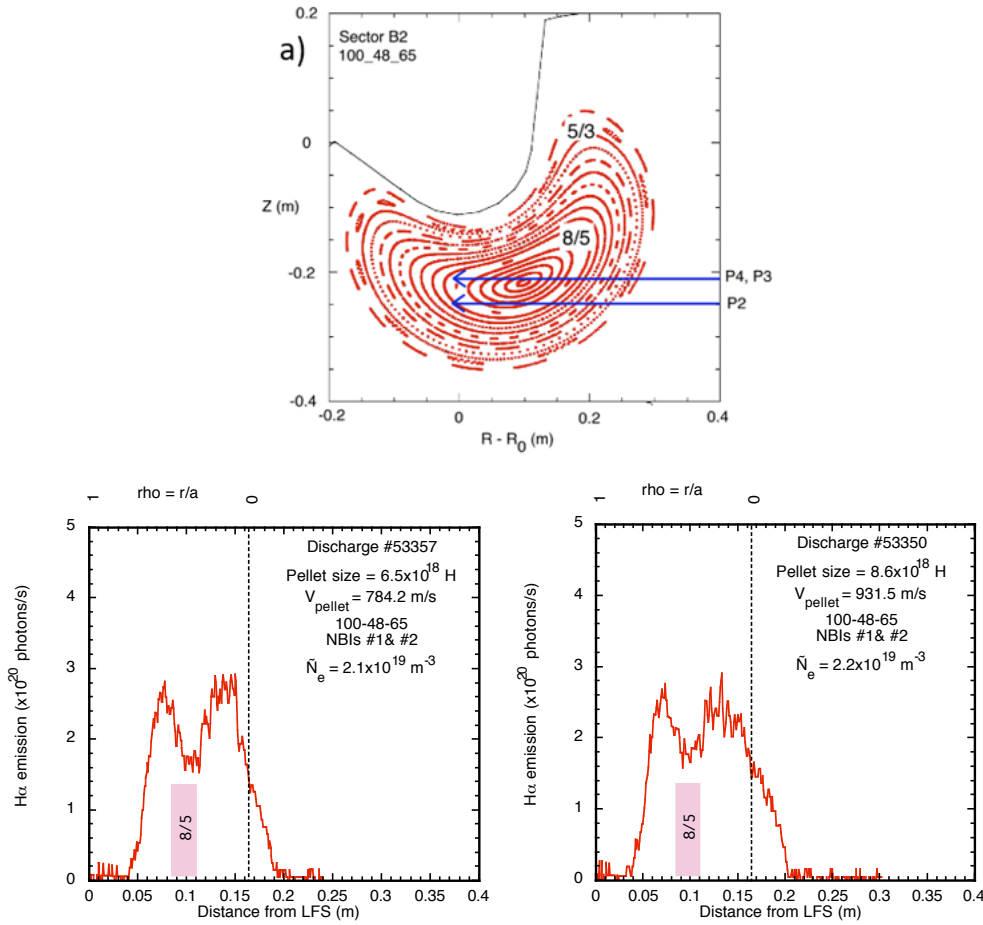 a)
Sector B2
100_48_65
0.2
0
-0.2
-0.4
Z (m)
5/3
8/5
P4, P3
P2
-0.2
0
0.2
0.4
R - R0 (m)
1
rho = r/a
0
5
4
3
2
1
0
Hα emission (x10^20 photons/s)
Discharge #53357
Pellet size = 6.5x10^18 H
V_pellet = 784.2 m/s
100-48-65
NBIs #1& #2
N̄e = 2.1x10^19 m^-3
8/5
0
0.05
0.1
0.15
0.2
0.25
0.3
0.4
Distance from LFS (m)
1
rho = r/a
0
5
4
3
2
1
0
Hα emission (x10^20 photons/s)
Discharge #53350
Pellet size = 8.6x10^18 H
V_pellet = 931.5 m/s
100-48-65
NBIs #1& #2
N̄e = 2.2x10^19 m^-3
8/5
0
0.05
0.1
0.15
0.2
0.25
0.3
0.4
Distance from LFS (m)